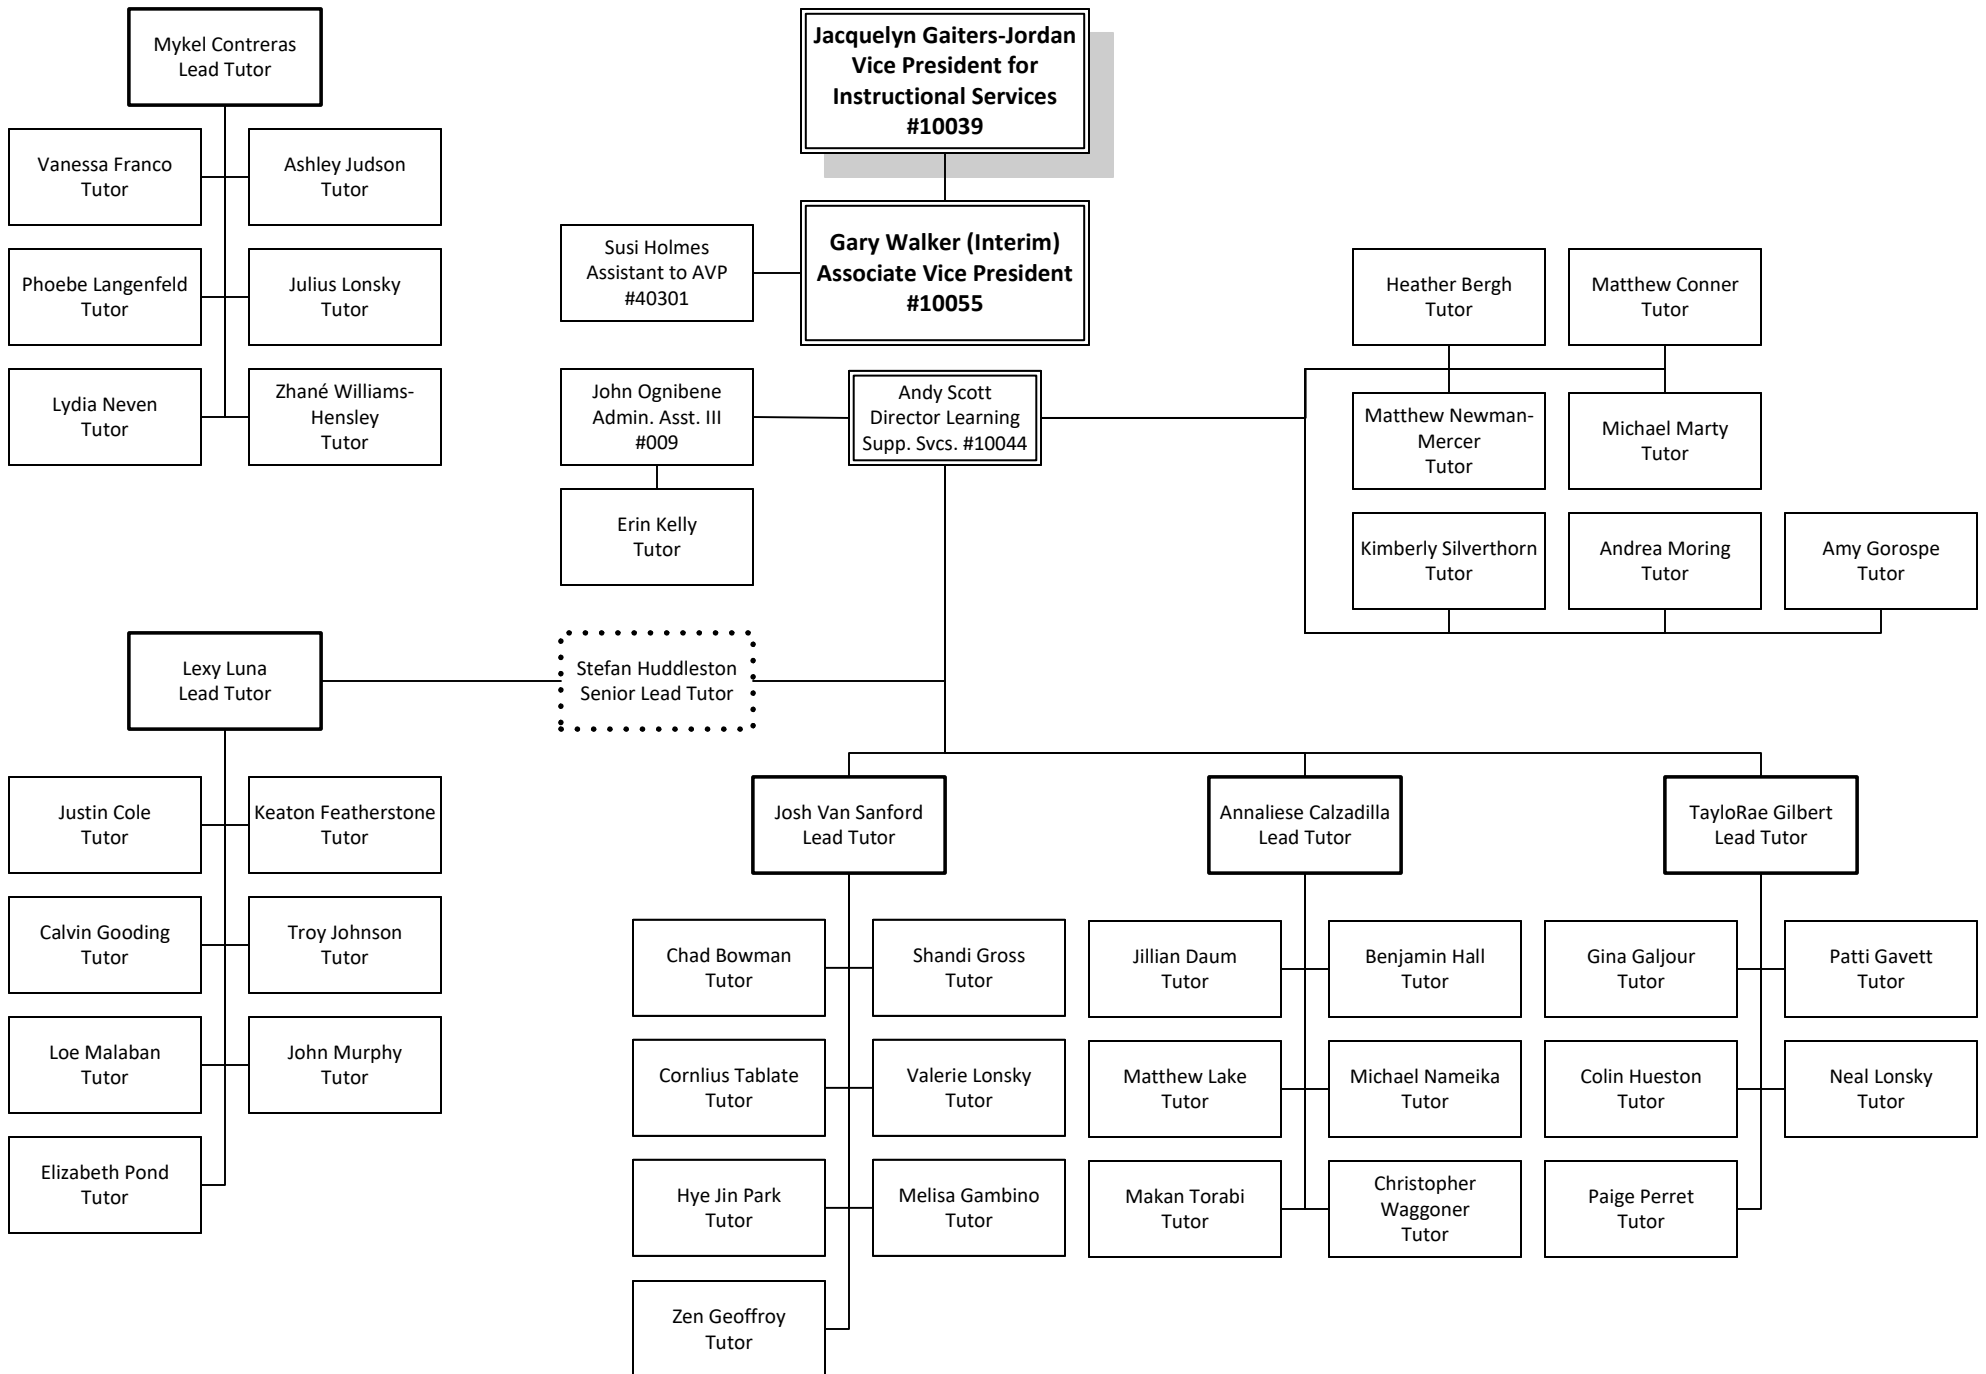 Mykel Contreras
Lead Tutor
Vanessa Franco
Tutor
Ashley Judson
Tutor
Phoebe Langenfeld
Tutor
Julius Lonsky
Tutor
Lydia Neven
Tutor
Zhané Williams-
Hensley
Tutor
Jacquelyn Gaiters-Jordan
Vice President for
Instructional Services
#10039
Susi Holmes
Assistant to AVP
#40301
Gary Walker (Interim)
Associate Vice President
#10055
John Ognibene
Admin. Asst. III
#009
Andy Scott
Director Learning
Supp. Svcs. #10044
Erin Kelly
Tutor
Heather Bergh
Tutor
Matthew Conner
Tutor
Matthew Newman-
Mercer
Tutor
Michael Marty
Tutor
Kimberly Silverthorn
Tutor
Andrea Moring
Tutor
Amy Gorospe
Tutor
Lexy Luna
Lead Tutor
Stefan Huddleston
Senior Lead Tutor
Justin Cole
Tutor
Keaton Featherstone
Tutor
Calvin Gooding
Tutor
Troy Johnson
Tutor
Loe Malaban
Tutor
John Murphy
Tutor
Elizabeth Pond
Tutor
Josh Van Sanford
Lead Tutor
Chad Bowman
Tutor
Shandi Gross
Tutor
Cornlius Tablate
Tutor
Valerie Lonsky
Tutor
Hye Jin Park
Tutor
Melisa Gambino
Tutor
Zen Geoffroy
Tutor
Annaliese Calzadilla
Lead Tutor
Jillian Daum
Tutor
Benjamin Hall
Tutor
Matthew Lake
Tutor
Michael Nameika
Tutor
Makan Torabi
Tutor
Christopher
Waggoner
Tutor
TayloRae Gilbert
Lead Tutor
Gina Galjour
Tutor
Patti Gavett
Tutor
Colin Hueston
Tutor
Neal Lonsky
Tutor
Paige Perret
Tutor